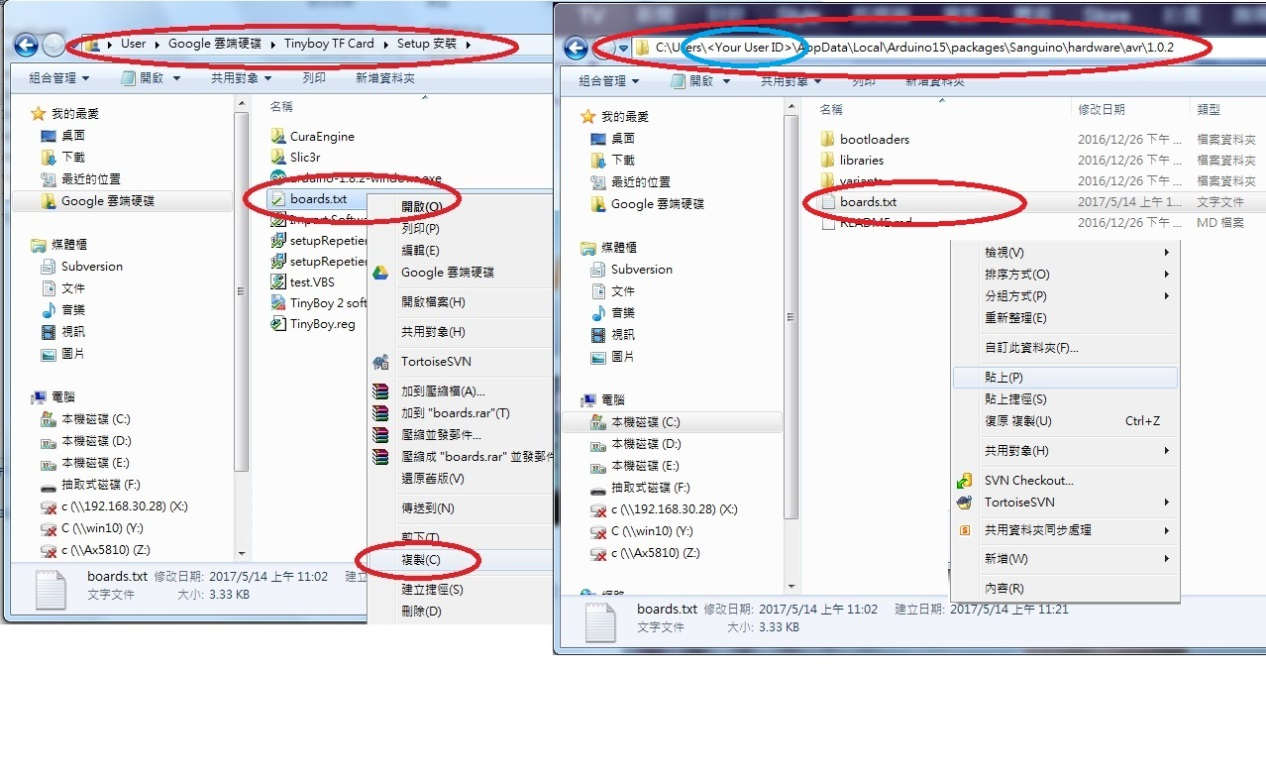 User
Google 雲端硬碟
Tinyboy TF Card
Setup 安裝
組合管理
開啟
共用對象
列印
新增資料夾
名稱
我的最愛
桌面
下載
最近的位置
Google 雲端硬碟
媒體櫃
Subversion
文件
音樂
視訊
圖片
電腦
本機磁碟 (C:)
本機磁碟 (D:)
本機磁碟 (E:)
抽取式磁碟 (F:)
c (\\192.168.30.28) (X:)
C (\\win10) (Y:)
c (\\Ax5810) (Z:)
CuraEngine
Slic3r
arduino-1.8.2-windows.exe
boards.txt
Import Softw
setupRepetier
setupRepetier
test.VBS
TinyBoy 2 soft
TinyBoy.reg
開啟(O)
列印(P)
編輯(E)
Google 雲端硬碟
開啟檔案(H)
共用對象(H)
TortoiseSVN
加到壓縮檔(A)...
加到 "boards.rar"(T)
壓縮並發郵件...
壓縮成 "boards.rar" 並發郵件
還原舊版(V)
傳送到(N)
剪下(T)
複製(C)
建立捷徑(S)
刪除(D)
boards.txt 修改日期: 2017/5/14 上午 11:02 建立
文字文件 大小: 3.33 KB
C:\Users\<Your User ID>\AppData\Local\Arduino15\packages\Sanguino\hardware\avr\1.0.2
組合管理
開啟
共用對象
列印
新增資料夾
名稱
修改日期
類型
我的最愛
桌面
下載
最近的位置
Google 雲端硬碟
媒體櫃
Subversion
文件
音樂
視訊
圖片
電腦
本機磁碟 (C:)
本機磁碟 (D:)
本機磁碟 (E:)
抽取式磁碟 (F:)
c (\\192.168.30.28) (X:)
C (\\win10) (Y:)
c (\\Ax5810) (Z:)
bootloaders 2016/12/26 下午 ... 檔案資料夾
libraries 2016/12/26 下午 ... 檔案資料夾
variants 2016/12/26 下午 ... 檔案資料夾
boards.txt 2017/5/14 上午 1... 文字文件
README.md 2016/12/26 下午 ... MD 檔案
檢視(V)
排序方式(O)
分組方式(P)
重新整理(E)
自訂此資料夾(F)...
貼上(P)
貼上捷徑(S)
復原 複製(U) Ctrl+Z
共用對象(H)
SVN Checkout...
TortoiseSVN
共用資料夾同步處理
新增(W)
內容(R)
boards.txt 修改日期: 2017/5/14 上午 11:02 建立日期: 2017/5/14 上午 11:21
文字文件 大小: 3.33 KB